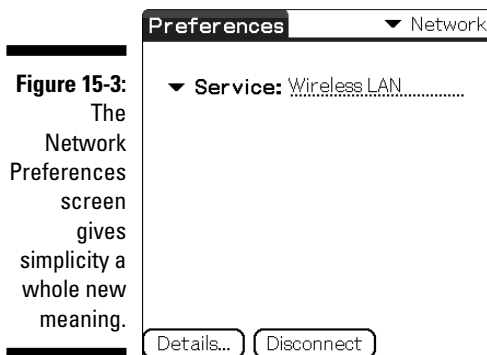 Preferences
Network
Figure 15-3:
The
Network
Preferences
screen
gives
simplicity a
whole new
meaning.
Service: Wireless LAN
Details... Disconnect